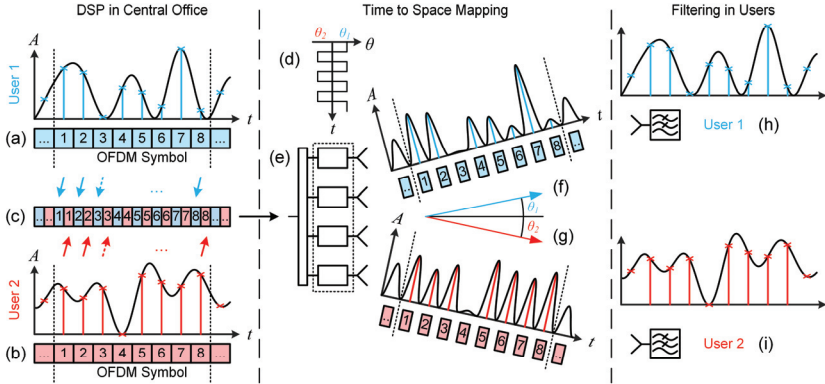 DSP in Central Office
Time to Space Mapping
Filtering in Users
A
User 1
t
(a)
... 1 2 3 4 5 6 7 8 ...
OFDM Symbol
...
(c)
.. .. 1 1 2 2 3 3 4 4 5 5 6 6 7 7 8 8 .. ..
...
A
User 2
t
(b)
... 1 2 3 4 5 6 7 8 ...
OFDM Symbol
(d)
θ2 θ1
θ
t
(e)
A
t
.. 1 2 3 4 5 6 7 8 ..
(f)
θ1
θ2
(g)
A
t
.. 1 2 3 4 5 6 7 8 ..
t
User 1
(h)
t
User 2
(i)